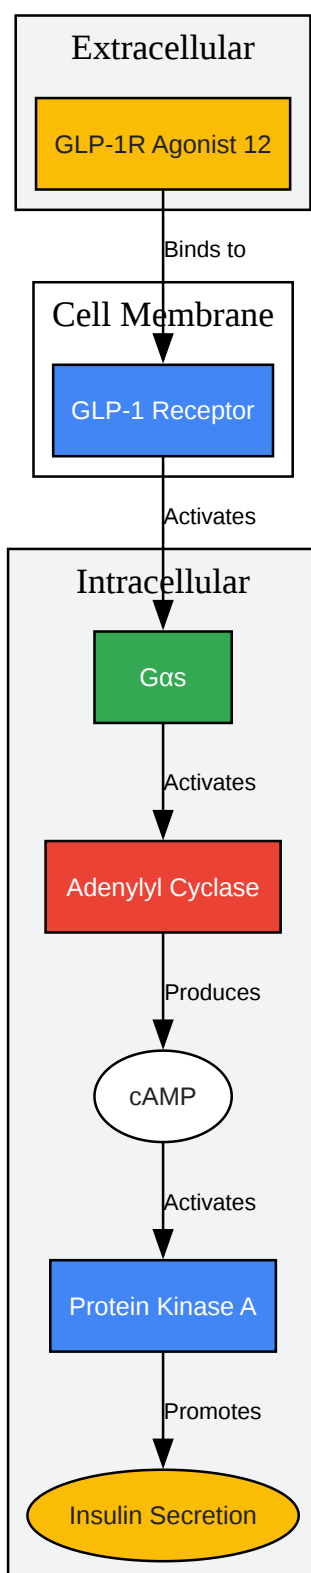 Extracellular
GLP-1R Agonist 12
Binds to
Cell Membrane
GLP-1 Receptor
Activates
Intracellular
Gαs
Activates
Adenylyl Cyclase
Produces
cAMP
Activates
Protein Kinase A
Promotes
Insulin Secretion